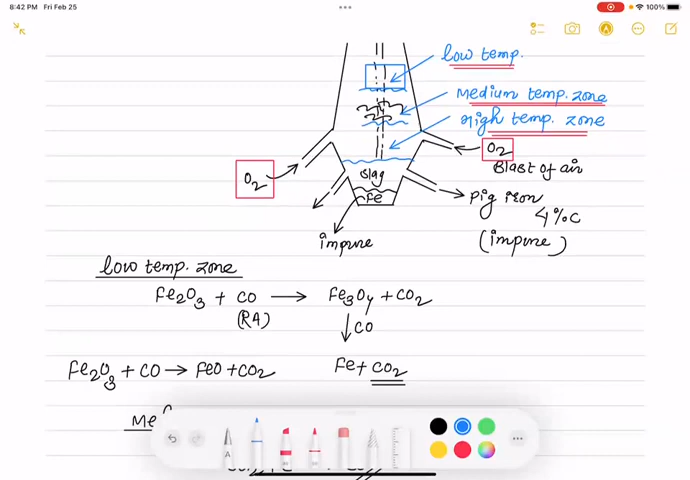 8:42 PM Fri Feb 25
100%
low temp.
Medium temp. zone
High temp. zone
O2
Blast of air
O2
slag
Fe
pig iron
4%C
(impure)
impure
low temp. zone
Fe2O3 + CO → Fe3O4 + CO2
(RA)
↓CO
Fe2O3 + CO → FeO + CO2
Fe + CO2